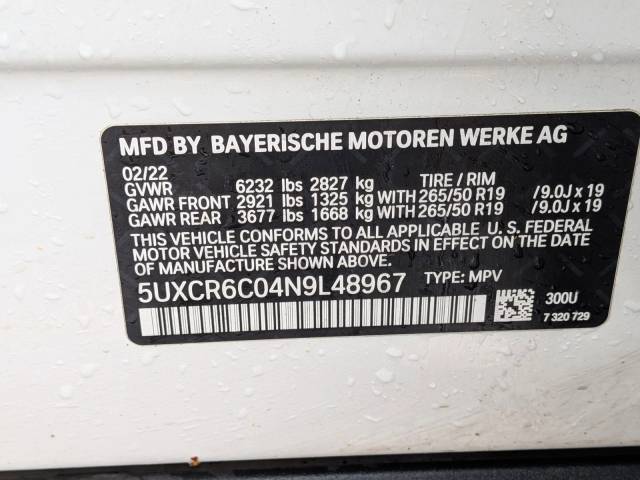 MFD BY BAYERISCHE MOTOREN WERKE AG
02/22
GVWR 6232 lbs 2827 kg TIRE / RIM
GAWR FRONT 2921 lbs 1325 kg WITH 265/50 R19 /9.0J x 19
GAWR REAR 3677 lbs 1668 kg WITH 265/50 R19 /9.0J x 19
THIS VEHICLE CONFORMS TO ALL APPLICABLE U. S. FEDERAL
MOTOR VEHICLE SAFETY STANDARDS IN EFFECT ON THE DATE
OF MANUFACTURE SHOWN ABOVE.
5UXCR6C04N9L48967 TYPE: MPV
300U
7 320 729